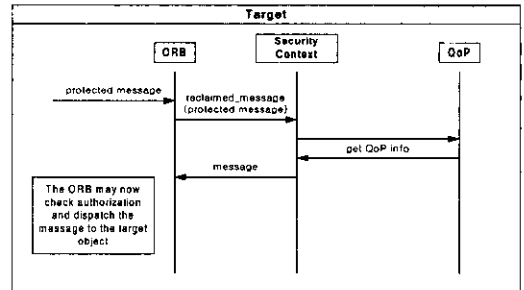 Target
ORB
Security
Context
QoP
protected message
reclaimed_message
(protected message)
get QoP info
message
The ORB may now
check authorization
and dispatch the
message to the target
object